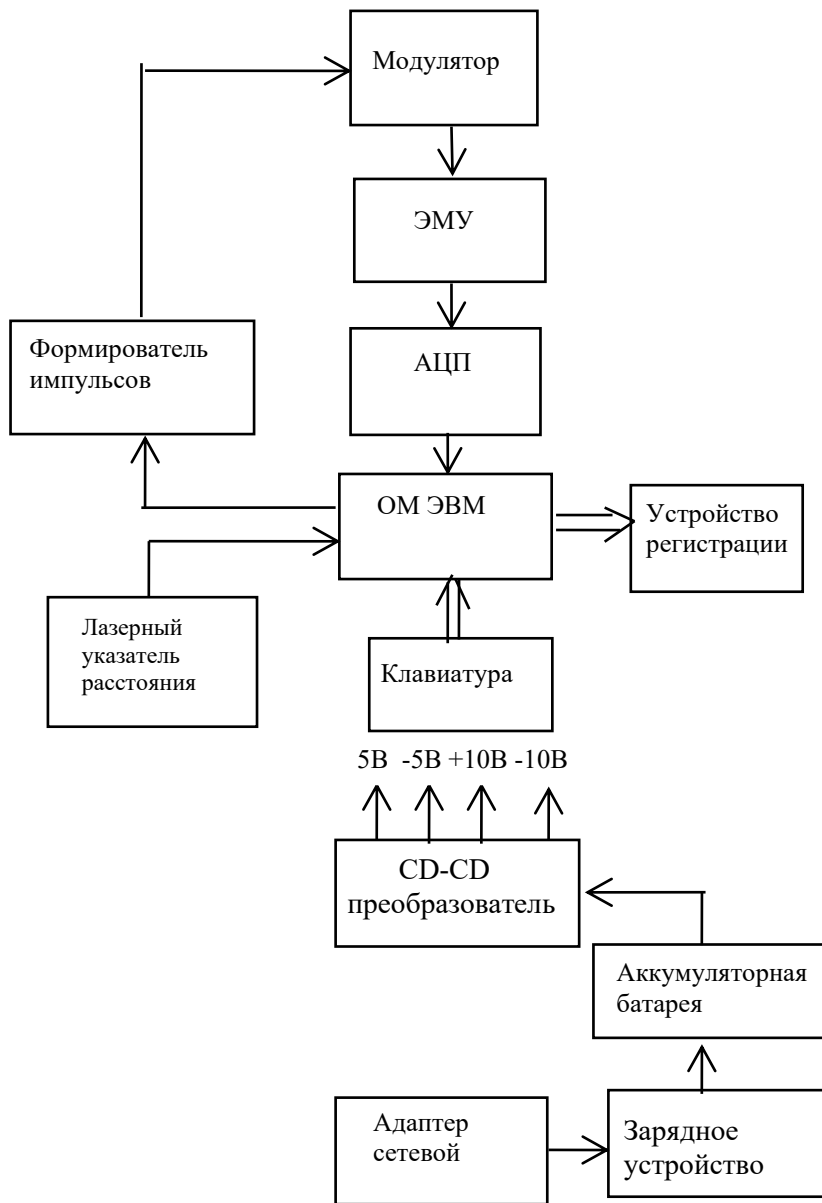 Модулятор
ЭМУ
Формирователь
импульсов
АЦП
ОМ ЭВМ
Устройство
регистрации
Лазерный
указатель
расстояния
Клавиатура
5В -5В +10В -10В
CD-CD
преобразователь
Аккумуляторная
батарея
Адаптер
сетевой
Зарядное
устройство